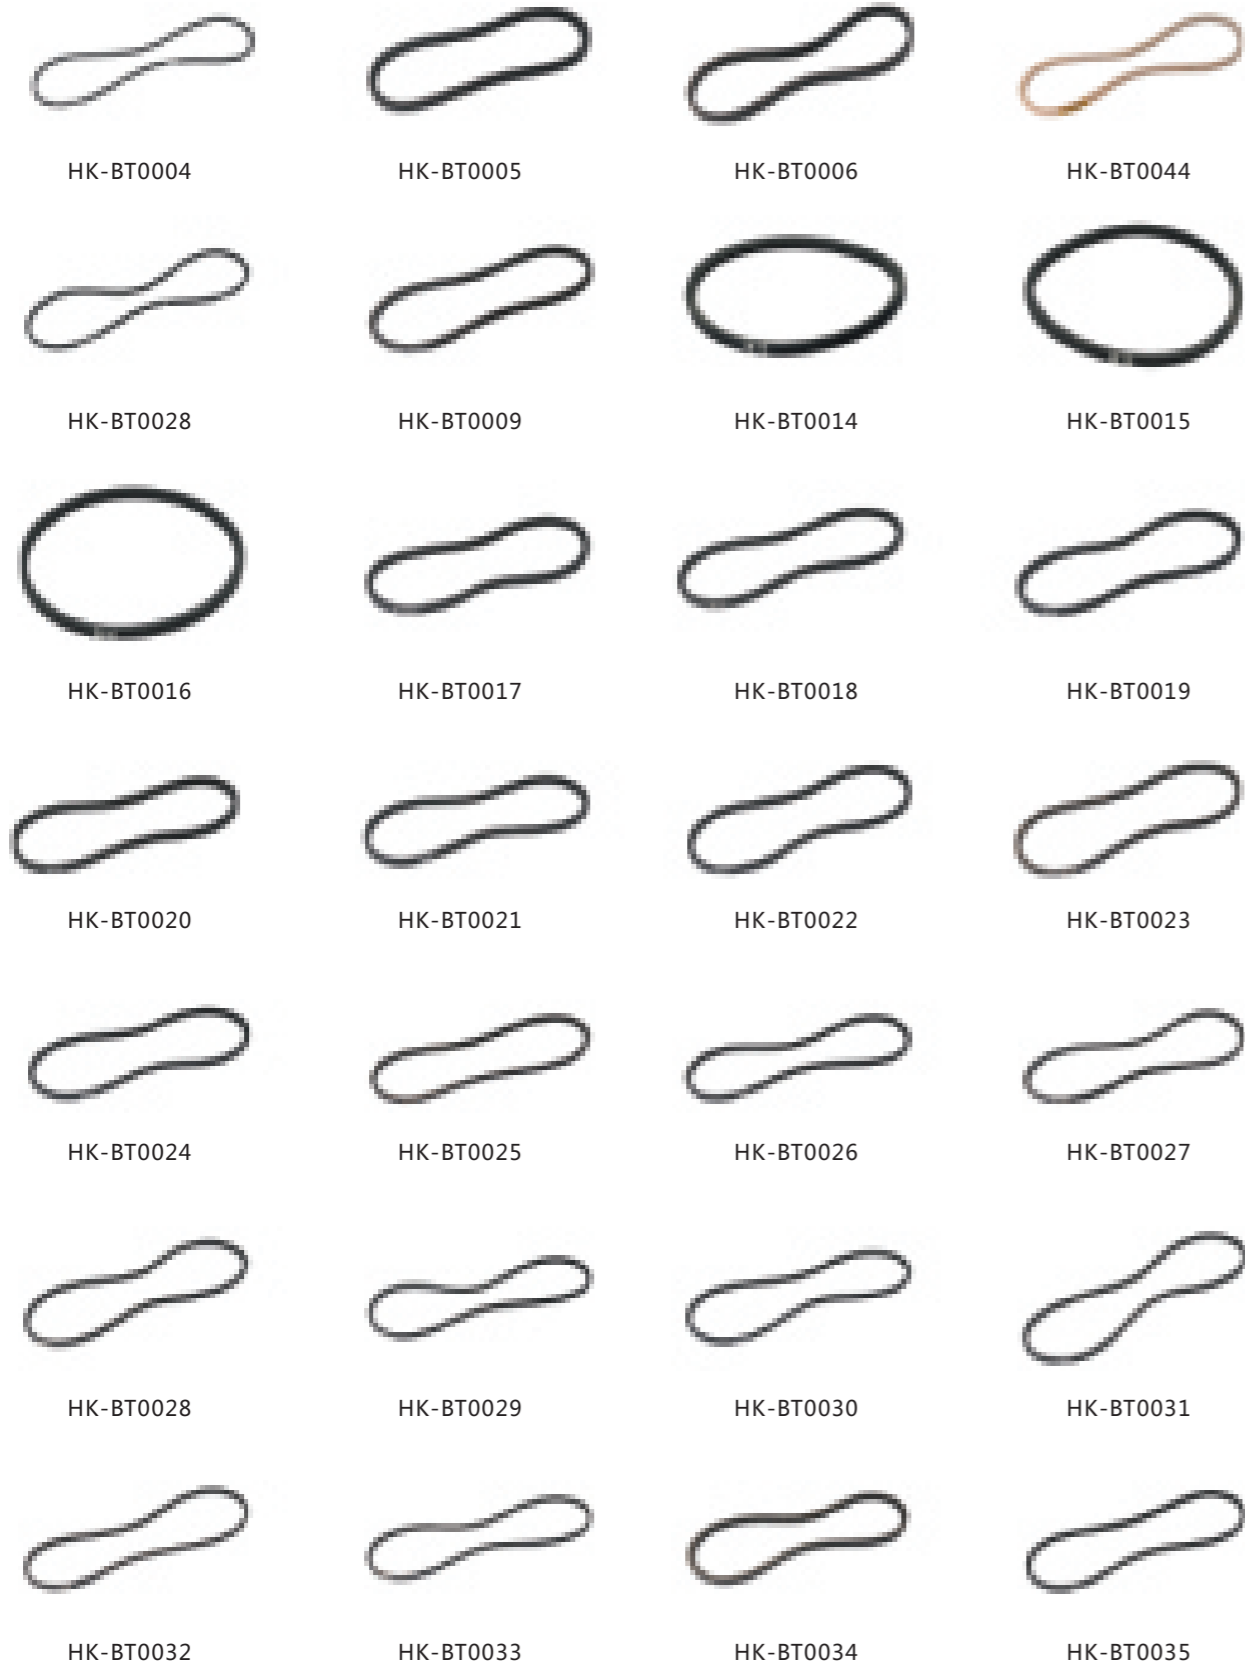 HK-BT0004 HK-BT0005 HK-BT0006 HK-BT0044
HK-BT0028 HK-BT0009 HK-BT0014 HK-BT0015
HK-BT0016 HK-BT0017 HK-BT0018 HK-BT0019
HK-BT0020 HK-BT0021 HK-BT0022 HK-BT0023
HK-BT0024 HK-BT0025 HK-BT0026 HK-BT0027
HK-BT0028 HK-BT0029 HK-BT0030 HK-BT0031
HK-BT0032 HK-BT0033 HK-BT0034 HK-BT0035